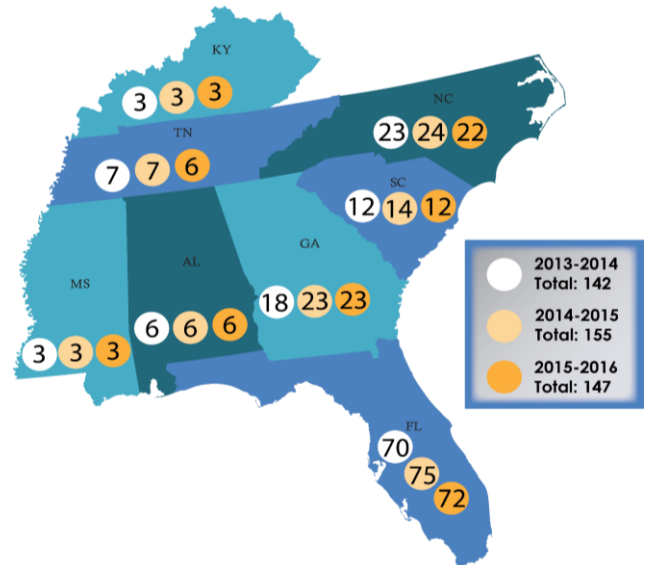 KY
3 3 3
NC
23 24 22
TN
7 7 6
SC
12 14 12
GA
18 23 23
AL
6 6 6
MS
3 3 3
2013-2014
Total: 142
2014-2015
Total: 155
2015-2016
Total: 147
FL
70
75
72